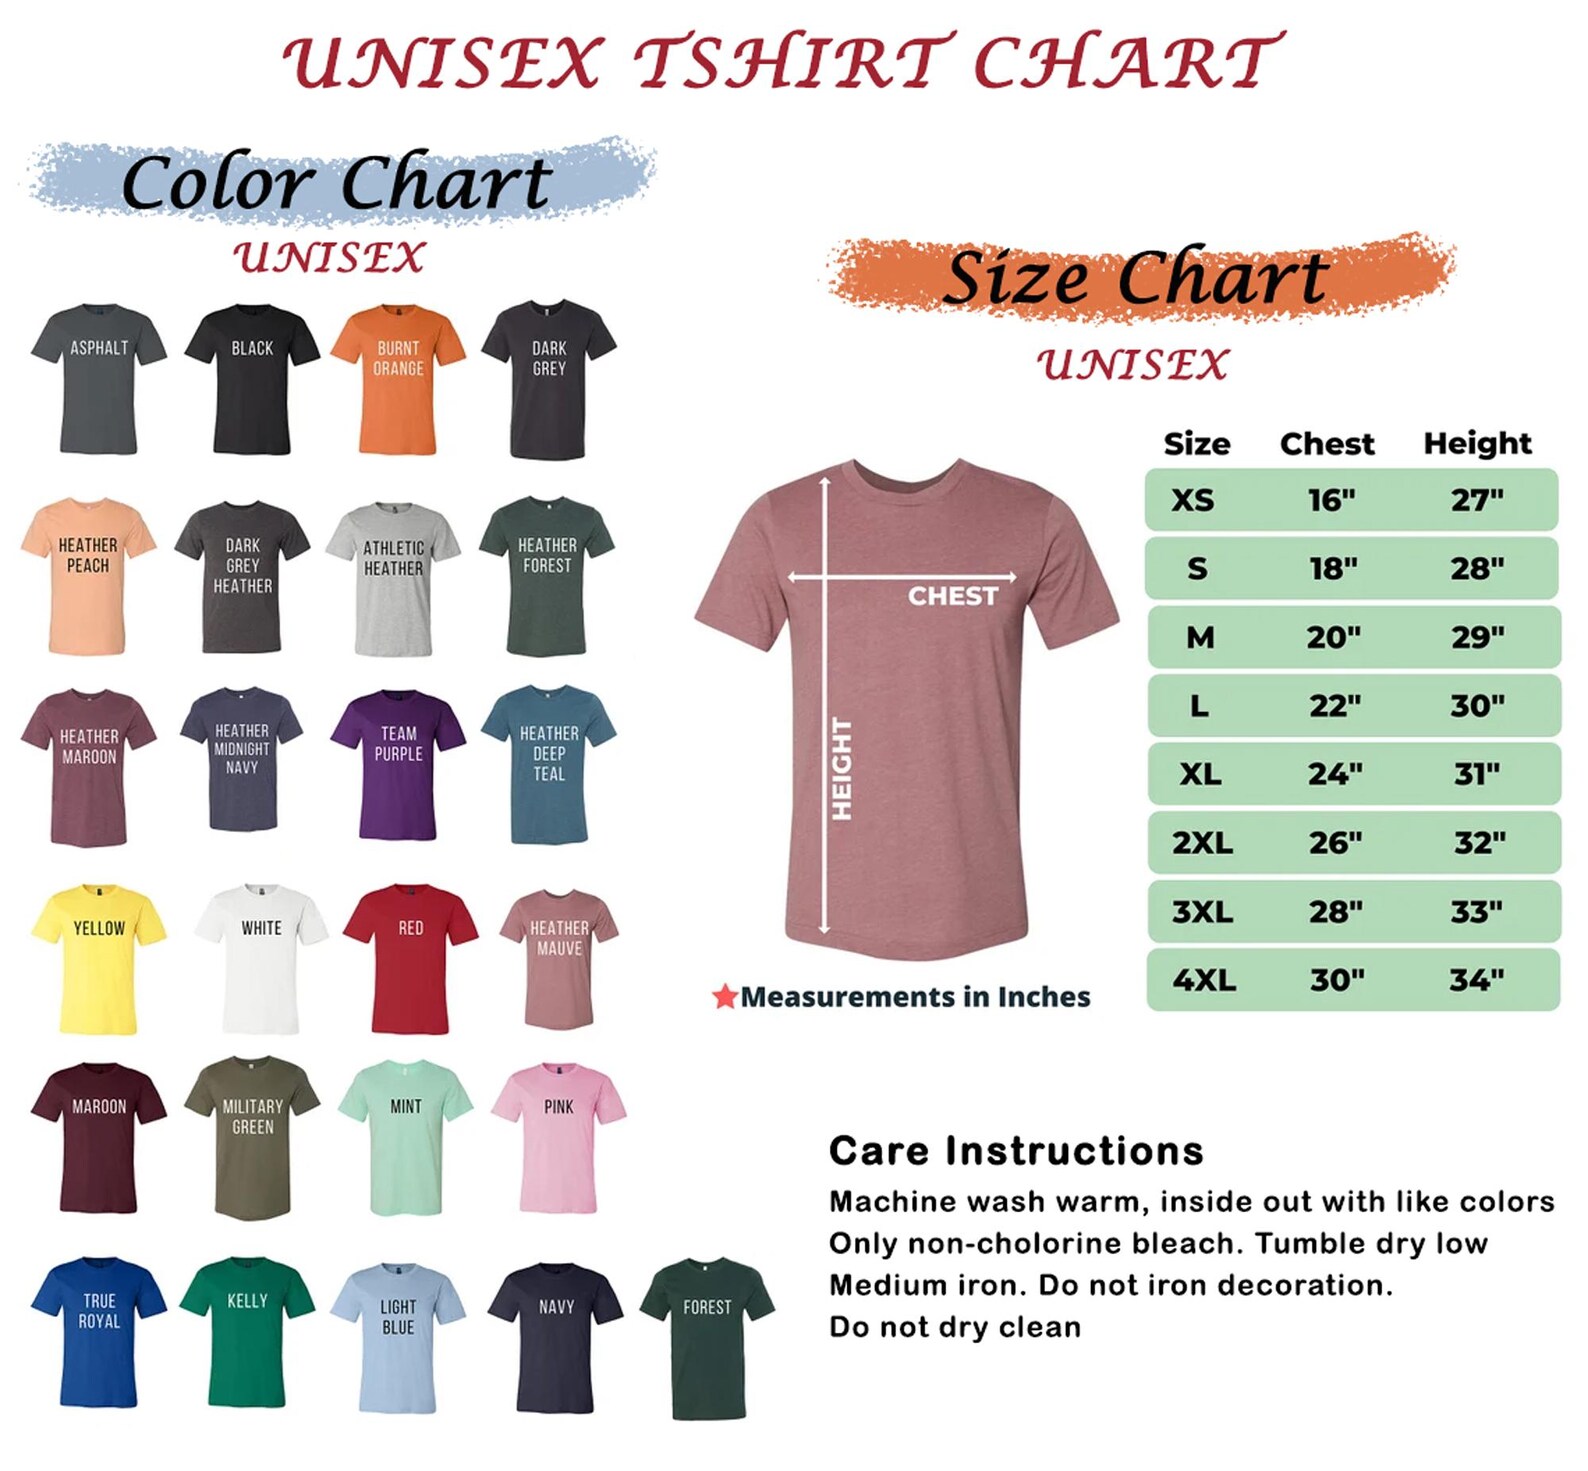 UNISEX TSHIRT CHART
Color Chart
UNISEX
ASPHALT
BLACK
BURNT
ORANGE
DARK
GREY
HEATHER
PEACH
DARK
GREY
HEATHER
ATHLETIC
HEATHER
HEATHER
FOREST
HEATHER
MAROON
HEATHER
MIDNIGHT
NAVY
TEAM
PURPLE
HEATHER
DEEP
TEAL
YELLOW
WHITE
RED
HEATHER
MAUVE
MAROON
MILITARY
GREEN
MINT
PINK
TRUE
ROYAL
KELLY
LIGHT
BLUE
NAVY
FOREST
Size Chart
UNISEX
CHEST
HEIGHT
Measurements in Inches
Size Chest Height
XS 16" 27"
S 18" 28"
M 20" 29"
L 22" 30"
XL 24" 31"
2XL 26" 32"
3XL 28" 33"
4XL 30" 34"
Care Instructions
Machine wash warm, inside out with like colors
Only non-cholorine bleach. Tumble dry low
Medium iron. Do not iron decoration.
Do not dry clean